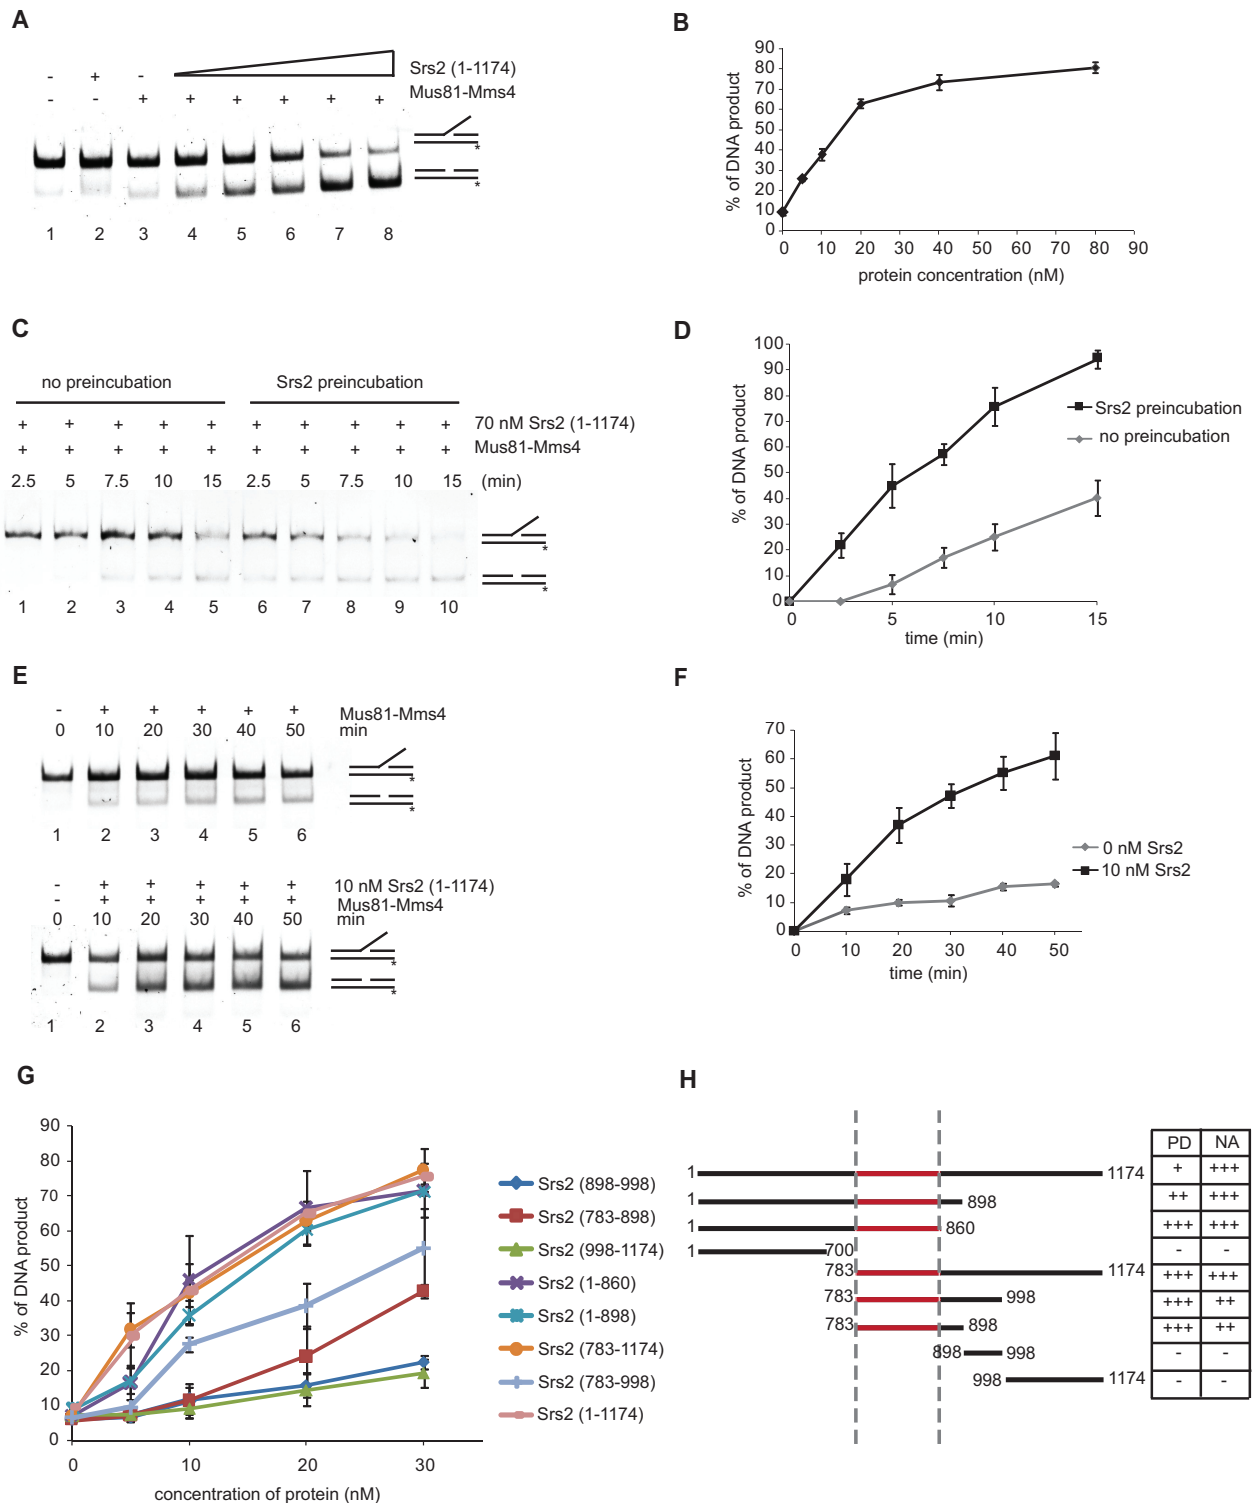 A
- + - Srs2 (1-1174)
- - + + + + + + Mus81-Mms4
*
*
1 2 3 4 5 6 7 8
B
90
80
70
60
50
40
30
20
10
0
% of DNA product
0 10 20 30 40 50 60 70 80 90
protein concentration (nM)
C
no preincubation Srs2 preincubation
+ + + + + + + + + + 70 nM Srs2 (1-1174)
+ + + + + + + + + + Mus81-Mms4
2.5 5 7.5 10 15 2.5 5 7.5 10 15 (min)
*
*
1 2 3 4 5 6 7 8 9 10
D
100
90
80
70
60
50
40
30
20
10
0
% of DNA product
0 5 10 15
time (min)
Srs2 preincubation
no preincubation
E
- + + + + + Mus81-Mms4
0 10 20 30 40 50 min
*
*
1 2 3 4 5 6
- + + + + + 10 nM Srs2 (1-1174)
- + + + + + Mus81-Mms4
0 10 20 30 40 50 min
*
*
1 2 3 4 5 6
F
70
60
50
40
30
20
10
0
% of DNA product
0 10 20 30 40 50
time (min)
0 nM Srs2
10 nM Srs2
G
90
80
70
60
50
40
30
20
10
0
% of DNA product
0 10 20 30
concentration of protein (nM)
Srs2 (898-998)
Srs2 (783-898)
Srs2 (998-1174)
Srs2 (1-860)
Srs2 (1-898)
Srs2 (783-1174)
Srs2 (783-998)
Srs2 (1-1174)
H
PD NA
1 1174 + +++
1 898 ++ +++
1 860 +++ +++
1 700 - -
783 1174 +++ +++
783 998 +++ ++
783 898 +++ ++
898 998 - -
998 1174 - -